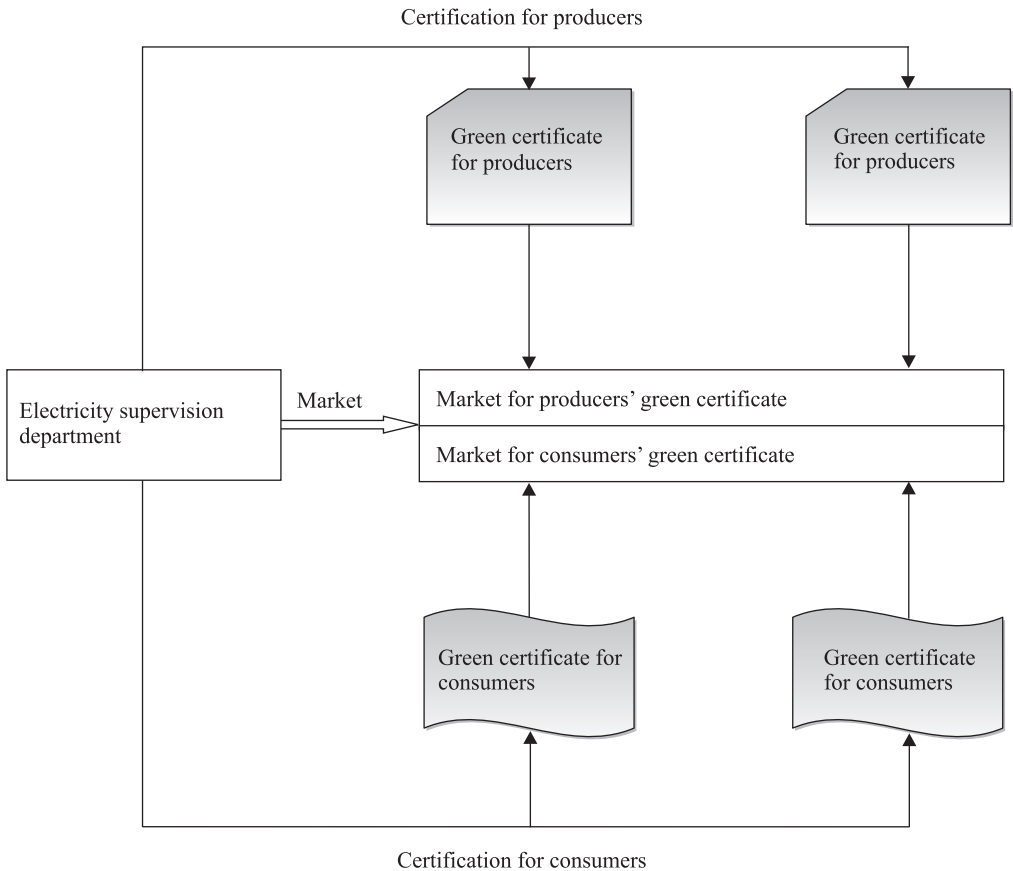 Certification for producers
Green certificate
for producers
Green certificate
for producers
Electricity supervision
department
Market
Market for producers’ green certificate
Market for consumers’ green certificate
Green certificate for
consumers
Green certificate
for consumers
Certification for consumers